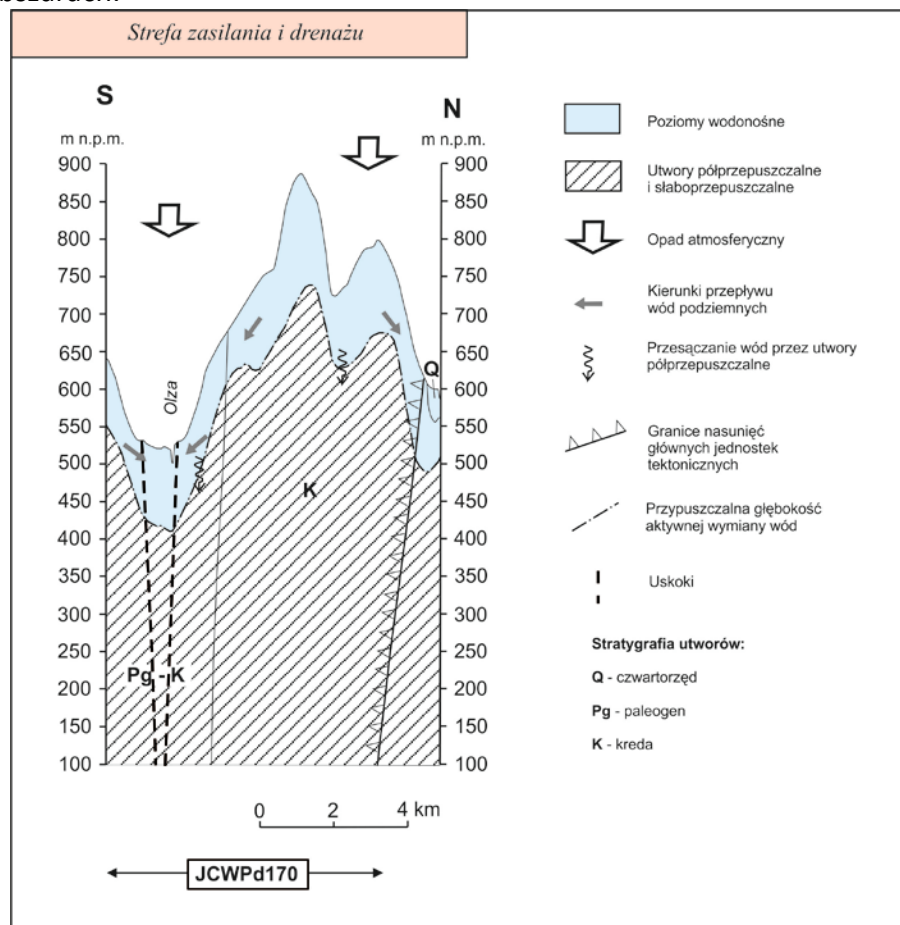 Strefa zasilania i drenażu
S
N
m n.p.m.
m n.p.m.
900
850
800
750
700
650
600
550
500
450
400
350
300
250
200
150
100
900
850
800
750
700
650
600
550
500
450
400
350
300
250
200
150
100
Olza
Q
K
Pg - K
0 2 4 km
JCWPd170
Poziomy wodonośne
Utwory półprzepuszczalne
i słaboprzepuszczalne
Opad atmosferyczny
Kierunki przepływu
wód podziemnych
Przesączanie wód przez utwory
półprzepuszczalne
Granice nasunięć
głównych jednostek
tektonicznych
Przypuszczalna głębokość
aktywnej wymiany wód
Uskoki
Stratygrafia utworów:
Q - czwartorzęd
Pg - paleogen
K - kreda